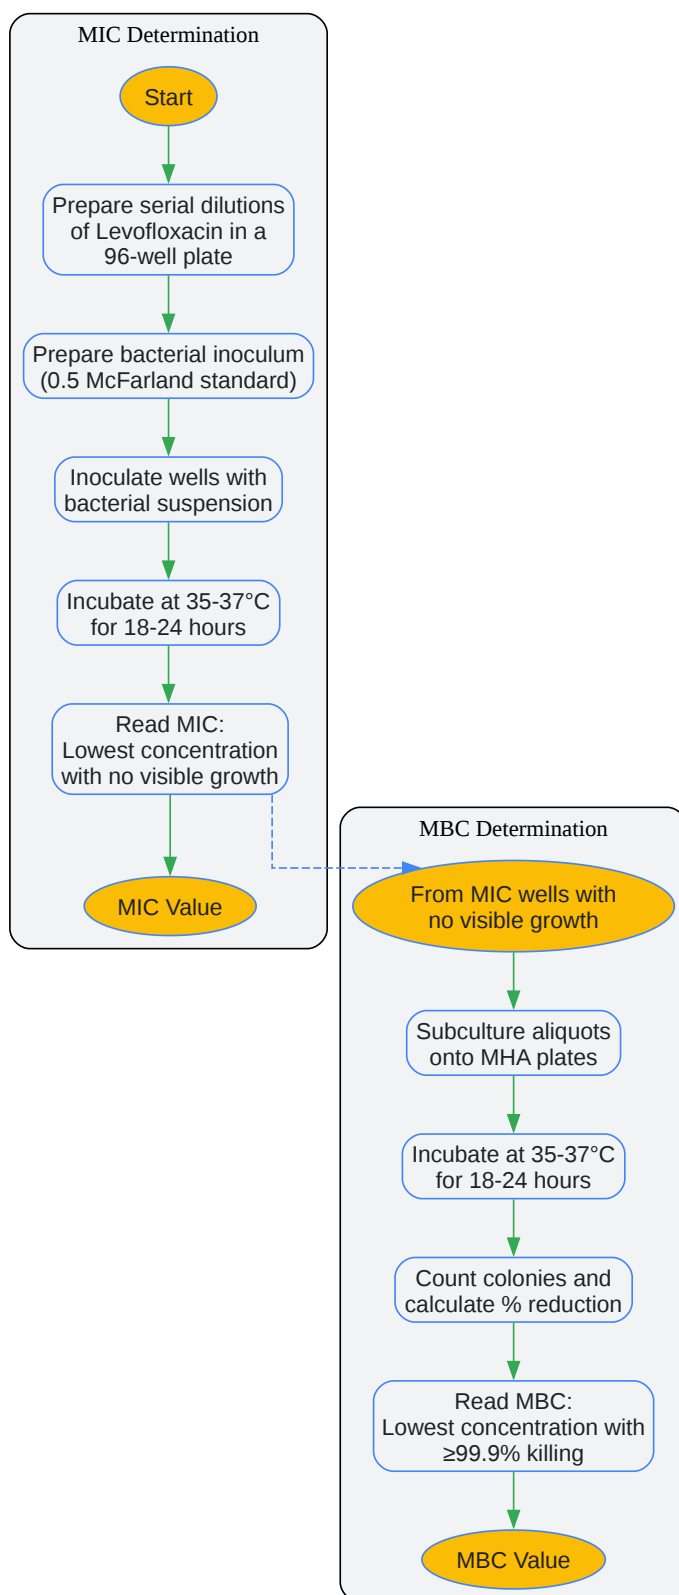 MIC Determination
Start
Prepare serial dilutions
of Levofloxacin in a
96-well plate
Prepare bacterial inoculum
(0.5 McFarland standard)
Inoculate wells with
bacterial suspension
Incubate at 35-37°C
for 18-24 hours
Read MIC:
Lowest concentration
with no visible growth
MIC Value
MBC Determination
From MIC wells with
no visible growth
Subculture aliquots
onto MHA plates
Incubate at 35-37°C
for 18-24 hours
Count colonies and
calculate % reduction
Read MBC:
Lowest concentration with
≥99.9% killing
MBC Value